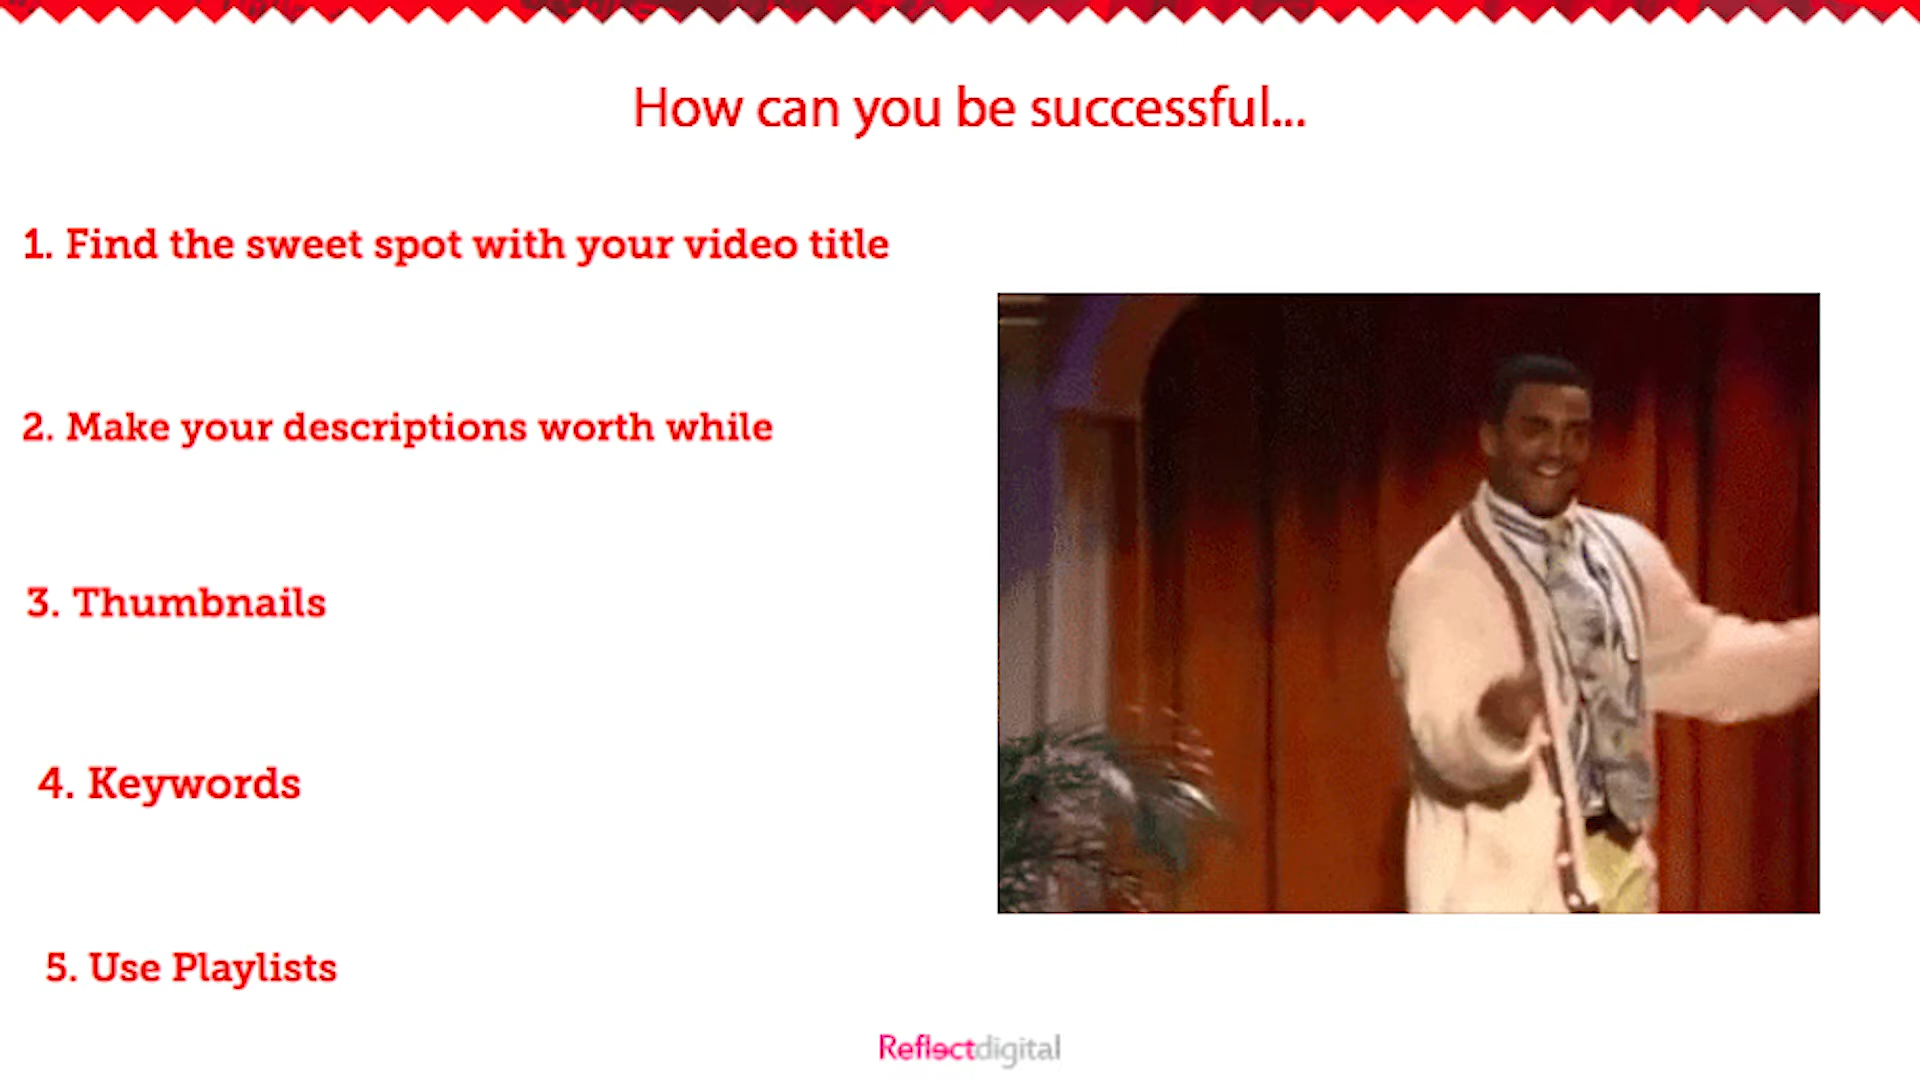 How can you be successful...
1. Find the sweet spot with your video title
2. Make your descriptions worth while
3. Thumbnails
4. Keywords
5. Use Playlists
Reflectdigital